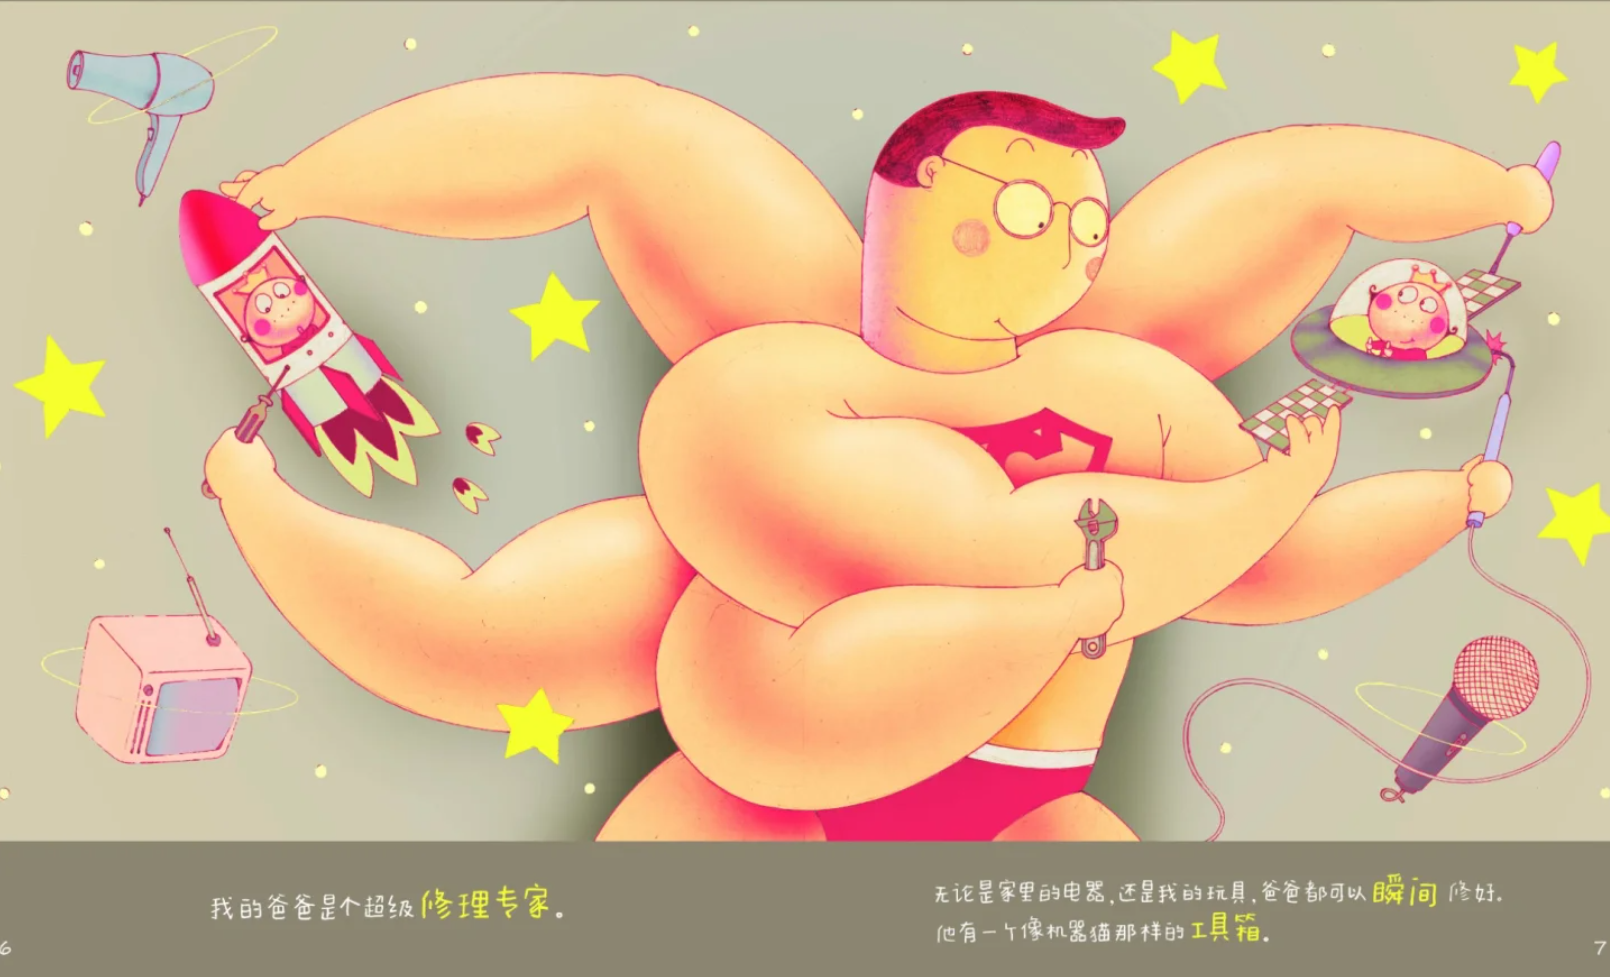 我的爸爸是个超级修理专家。
无论是家里的电器,还是我的玩具,爸爸都可以瞬间修好。
他有一个像机器猫那样的工具箱。
6
7